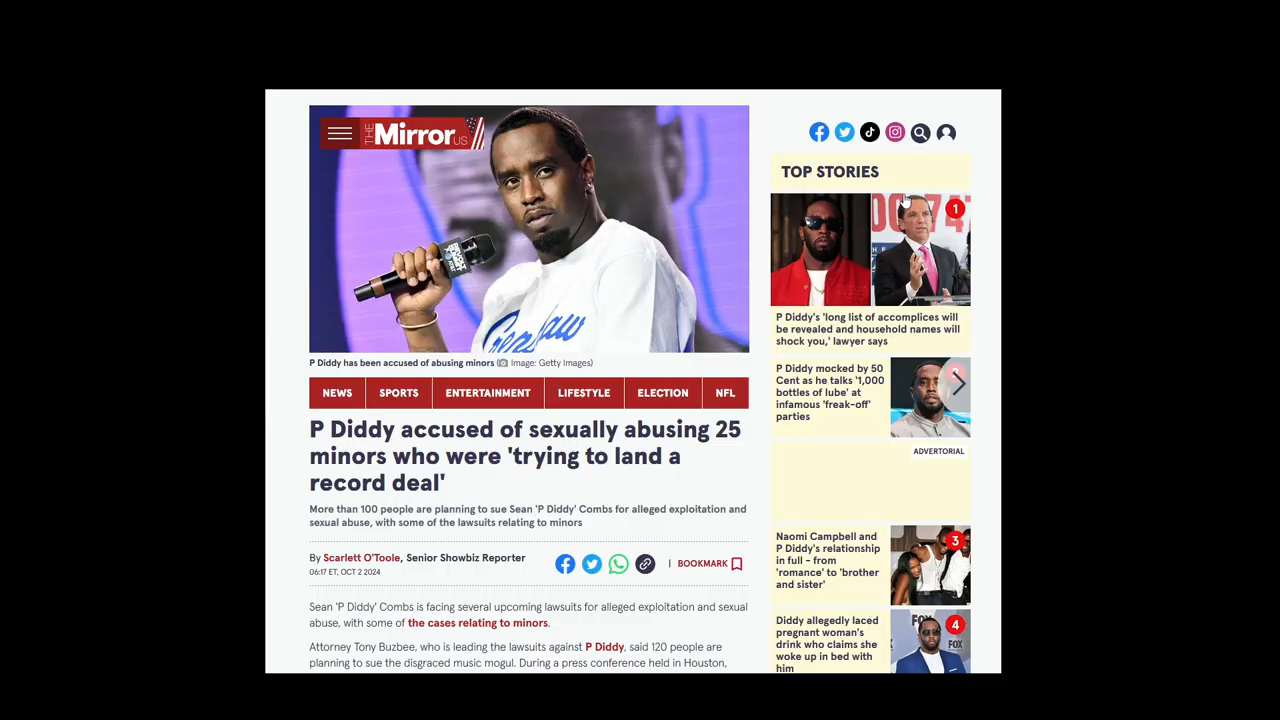 THE Mirror US
Crenshaw
P Diddy has been accused of abusing minors Image: Getty Images)
NEWS SPORTS ENTERTAINMENT LIFESTYLE ELECTION NFL
P Diddy accused of sexually abusing 25
minors who were 'trying to land a
record deal'
More than 100 people are planning to sue Sean 'P Diddy' Combs for alleged exploitation and
sexual abuse, with some of the lawsuits relating to minors
By Scarlett O'Toole, Senior Showbiz Reporter
06:17 ET, OCT 2 2024
| BOOKMARK
Sean 'P Diddy' Combs is facing several upcoming lawsuits for alleged exploitation and sexual
abuse, with some of the cases relating to minors.
Attorney Tony Buzbee, who is leading the lawsuits against P Diddy, said 120 people are
planning to sue the disgraced music mogul. During a press conference held in Houston,
TOP STORIES
1
P Diddy's 'long list of accomplices will
be revealed and household names will
shock you,' lawyer says
P Diddy mocked by 50
Cent as he talks '1,000
bottles of lube' at
infamous 'freak-off'
parties
ADVERTORIAL
Naomi Campbell and
P Diddy's relationship
in full - from
'romance' to 'brother
and sister'
3
Diddy allegedly laced
pregnant woman's
drink who claims she
woke up in bed with
him
4
FOX